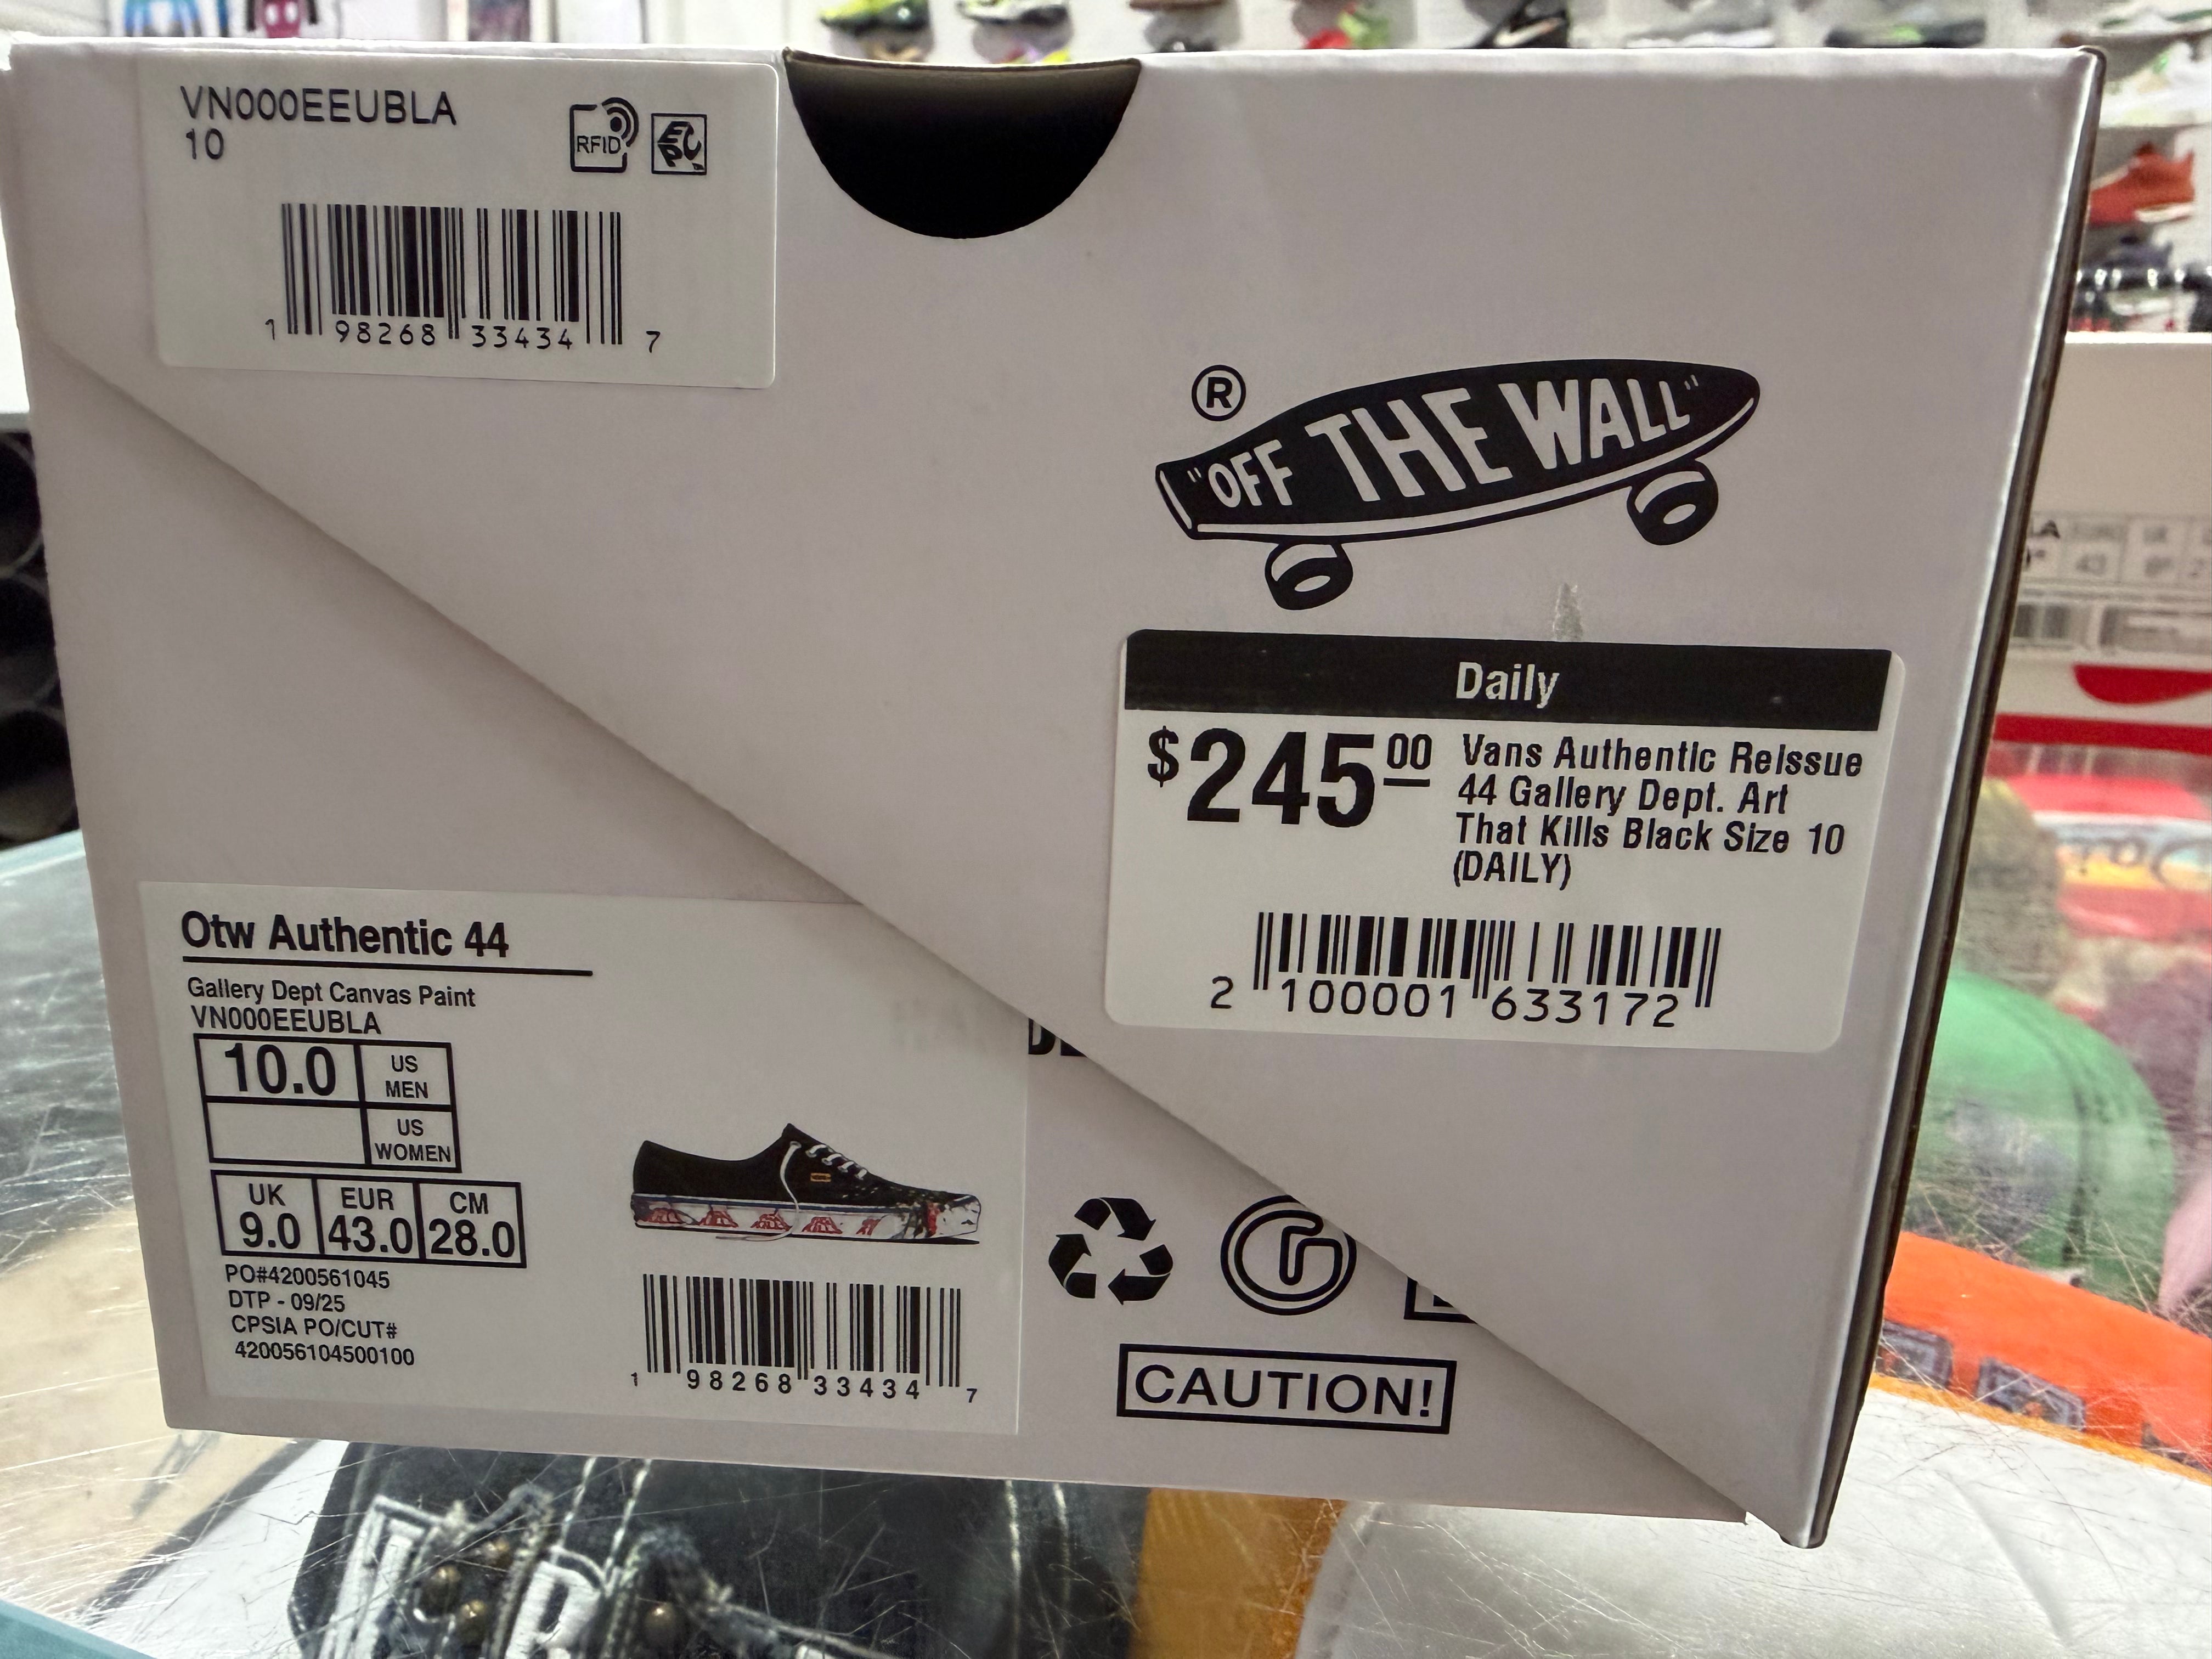 VN000EEUBLA
10
RFID
EPC
1 98268 33434 7
®
"OFF THE WALL"
Daily
$245.00
Vans Authentic Reissue
44 Gallery Dept. Art
That Kills Black Size 10
(DAILY)
2 100001 633172
Otw Authentic 44
Gallery Dept Canvas Paint
VN000EEUBLA
10.0 US MEN
US WOMEN
UK EUR CM
9.0 43.0 28.0
PO#4200561045
DTP - 09/25
CPSIA PO/CUT#
420056104500100
1 98268 33434 7
CAUTION!